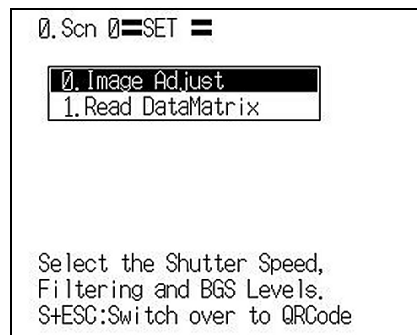 0.Scn 0=SET =
0.Image Adjust
1.Read DataMatrix
Select the Shutter Speed,
Filtering and BGS Levels.
S+ESC:Switch over to QRCode